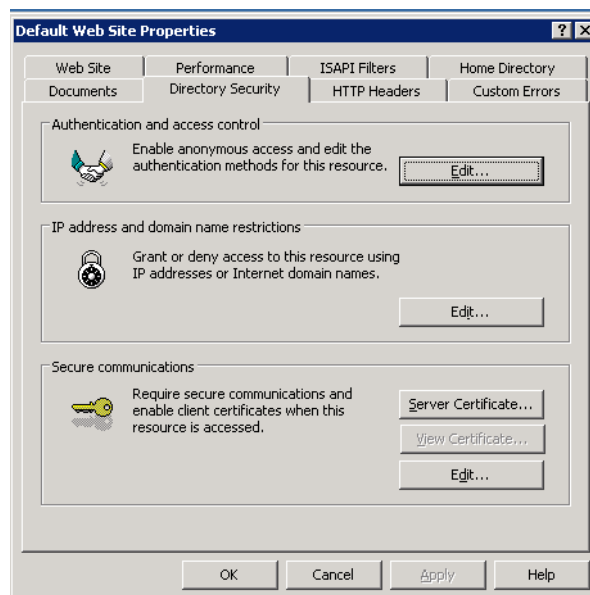 Default Web Site Properties
Web Site Performance ISAPI Filters Home Directory
Documents Directory Security HTTP Headers Custom Errors
Authentication and access control
Enable anonymous access and edit the
authentication methods for this resource.
Edit...
IP address and domain name restrictions
Grant or deny access to this resource using
IP addresses or Internet domain names.
Edit...
Secure communications
Require secure communications and
enable client certificates when this
resource is accessed.
Server Certificate...
View Certificate...
Edit...
OK Cancel Apply Help